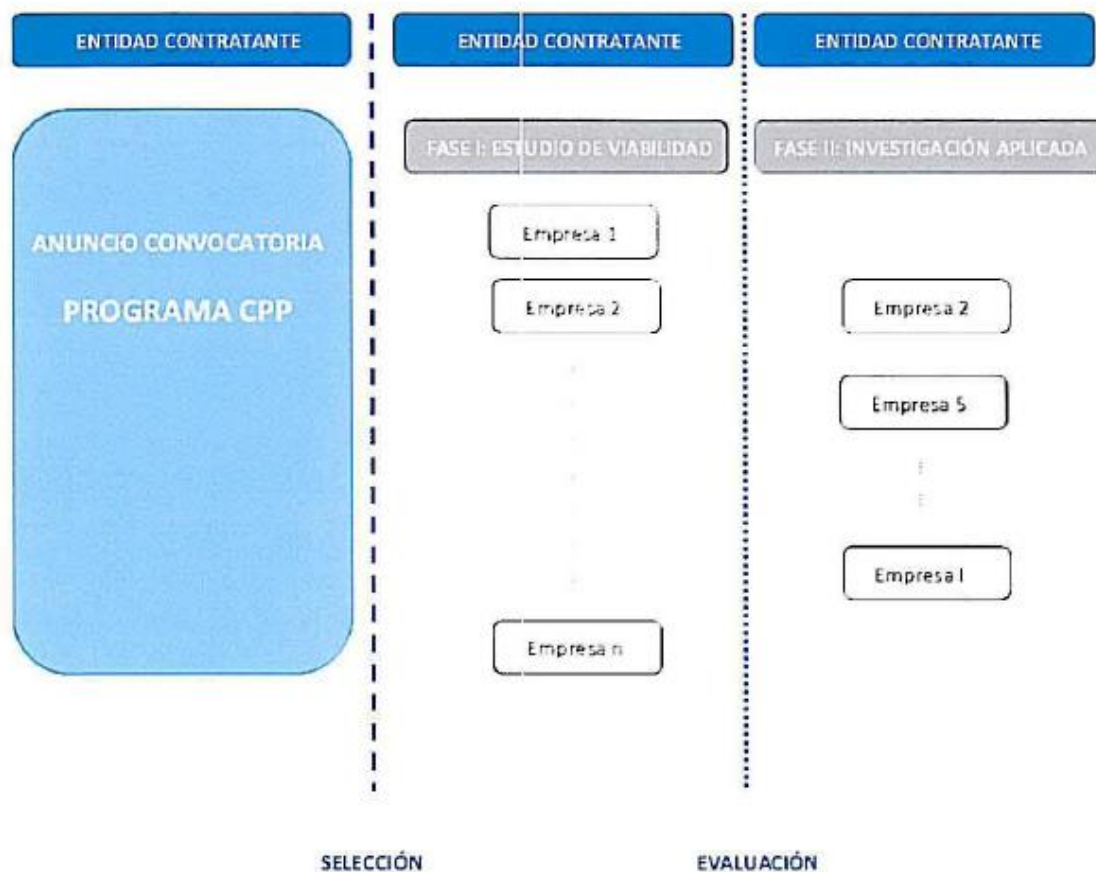 ENTIDAD CONTRATANTE
ENTIDAD CONTRATANTE
ENTIDAD CONTRATANTE
ANUNCIO CONVOCATORIA
PROGRAMA CPP
FASE I: ESTUDIO DE VIABILIDAD
Empresa 1
Empresa 2
Empresa n
FASE II: INVESTIGACIÓN APLICADA
Empresa 2
Empresa 5
Empresa I
SELECCIÓN
EVALUACIÓN